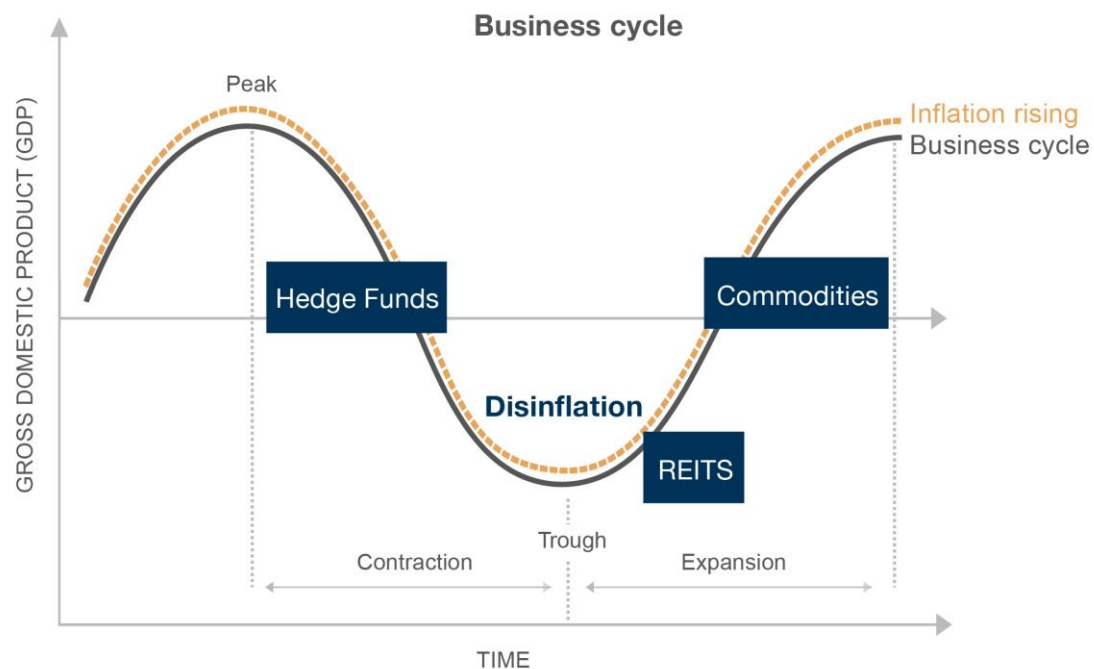 Business cycle
Peak
Inflation rising
Business cycle
GROSS DOMESTIC PRODUCT (GDP)
Hedge Funds
Commodities
Disinflation
REITS
Trough
Contraction
Expansion
TIME